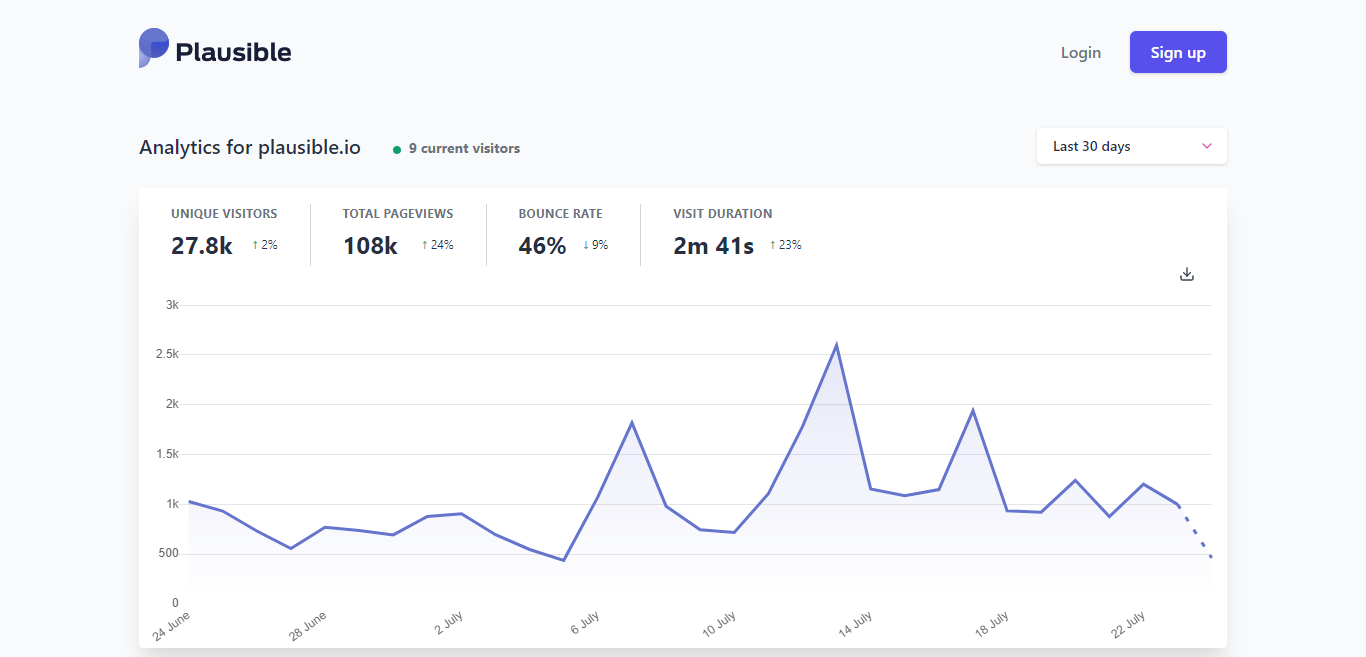 Plausible
Login
Sign up
Analytics for plausible.io
9 current visitors
Last 30 days
UNIQUE VISITORS
27.8k ↑ 2%
TOTAL PAGEVIEWS
108k ↑ 24%
BOUNCE RATE
46% ↓ 9%
VISIT DURATION
2m 41s ↑ 23%
3k
2.5k
2k
1.5k
1k
500
0
24 June
28 June
2 July
6 July
10 July
14 July
18 July
22 July